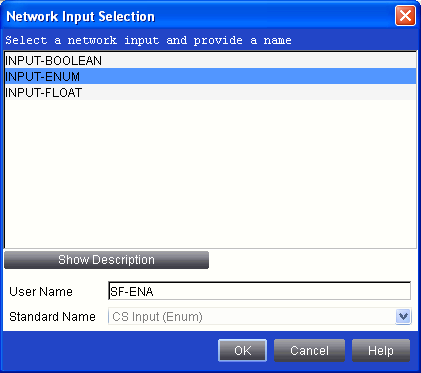 Network Input Selection
Select a network input and provide a name
INPUT-BOOLEAN
INPUT-ENUM
INPUT-FLOAT
Show Description
User Name SF-ENA
Standard Name CS Input (Enum)
OK Cancel Help